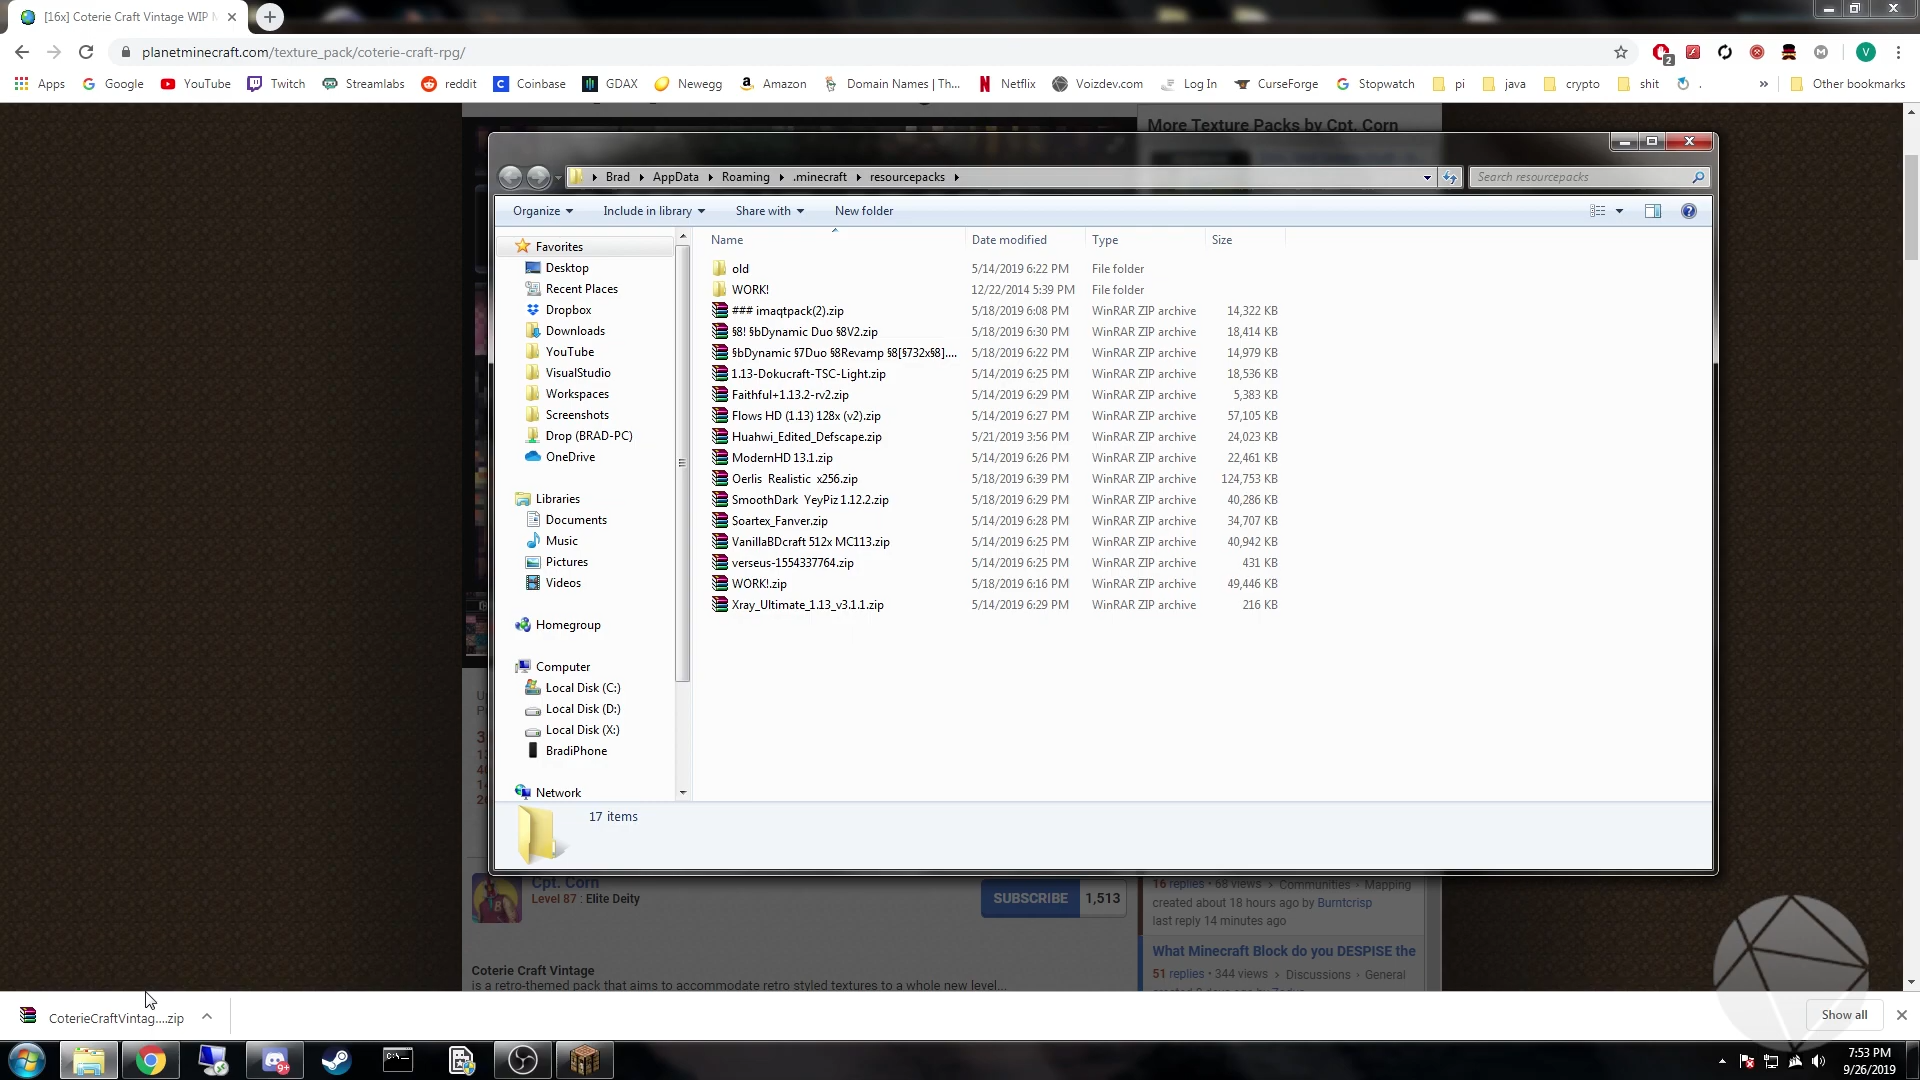 [16x] Coterie Craft Vintage WIP
planetminecraft.com/texture_pack/coterie-craft-rpg/
2
V
Apps Google YouTube Twitch Streamlabs reddit Coinbase GDAX Newegg Amazon Domain Names | Th... Netflix Voizdev.com Log In CurseForge Stopwatch pi java crypto shit . » Other bookmarks
More Texture Packs by Cpt. Corn
Brad AppData Roaming .minecraft resourcepacks Search resourcepacks
Organize Include in library Share with New folder
Name Date modified Type Size
Favorites
Desktop
Recent Places
Dropbox
Downloads
YouTube
VisualStudio
Workspaces
Screenshots
Drop (BRAD-PC)
OneDrive
Libraries
Documents
Music
Pictures
Videos
Homegroup
Computer
Local Disk (C:)
Local Disk (D:)
Local Disk (X:)
BradiPhone
Network
old 5/14/2019 6:22 PM File folder
WORK! 12/22/2014 5:39 PM File folder
### imaqtpack(2).zip 5/18/2019 6:08 PM WinRAR ZIP archive 14,322 KB
§8! §bDynamic Duo §8V2.zip 5/18/2019 6:30 PM WinRAR ZIP archive 18,414 KB
§bDynamic §7Duo §8Revamp §8[§732x§8].... 5/18/2019 6:22 PM WinRAR ZIP archive 14,979 KB
1.13-Dokucraft-TSC-Light.zip 5/14/2019 6:25 PM WinRAR ZIP archive 18,536 KB
Faithful+1.13.2-rv2.zip 5/14/2019 6:29 PM WinRAR ZIP archive 5,383 KB
Flows HD (1.13) 128x (v2).zip 5/14/2019 6:27 PM WinRAR ZIP archive 57,105 KB
Huahwi_Edited_Defscape.zip 5/21/2019 3:56 PM WinRAR ZIP archive 24,023 KB
ModernHD 13.1.zip 5/14/2019 6:26 PM WinRAR ZIP archive 22,461 KB
Oerlis Realistic x256.zip 5/18/2019 6:39 PM WinRAR ZIP archive 124,753 KB
SmoothDark YeyPiz 1.12.2.zip 5/18/2019 6:29 PM WinRAR ZIP archive 40,286 KB
Soartex_Fanver.zip 5/14/2019 6:28 PM WinRAR ZIP archive 34,707 KB
VanillaBDcraft 512x MC113.zip 5/14/2019 6:25 PM WinRAR ZIP archive 40,942 KB
verseus-1554337764.zip 5/14/2019 6:25 PM WinRAR ZIP archive 431 KB
WORK!.zip 5/18/2019 6:16 PM WinRAR ZIP archive 49,446 KB
Xray_Ultimate_1.13_v3.1.1.zip 5/14/2019 6:29 PM WinRAR ZIP archive 216 KB
17 items
Cpt. Corn
Level 87 : Elite Deity
SUBSCRIBE 1,513
16 replies • 68 views › Communities • Mapping
created about 18 hours ago by Burntcrisp
last reply 14 minutes ago
What Minecraft Block do you DESPISE the
51 replies • 344 views › Discussions › General
Coterie Craft Vintage
is a retro-themed pack that aims to accommodate retro styled textures to a whole new level...
CoterieCraftVintag....zip
Show all
9+
7:53 PM
9/26/2019